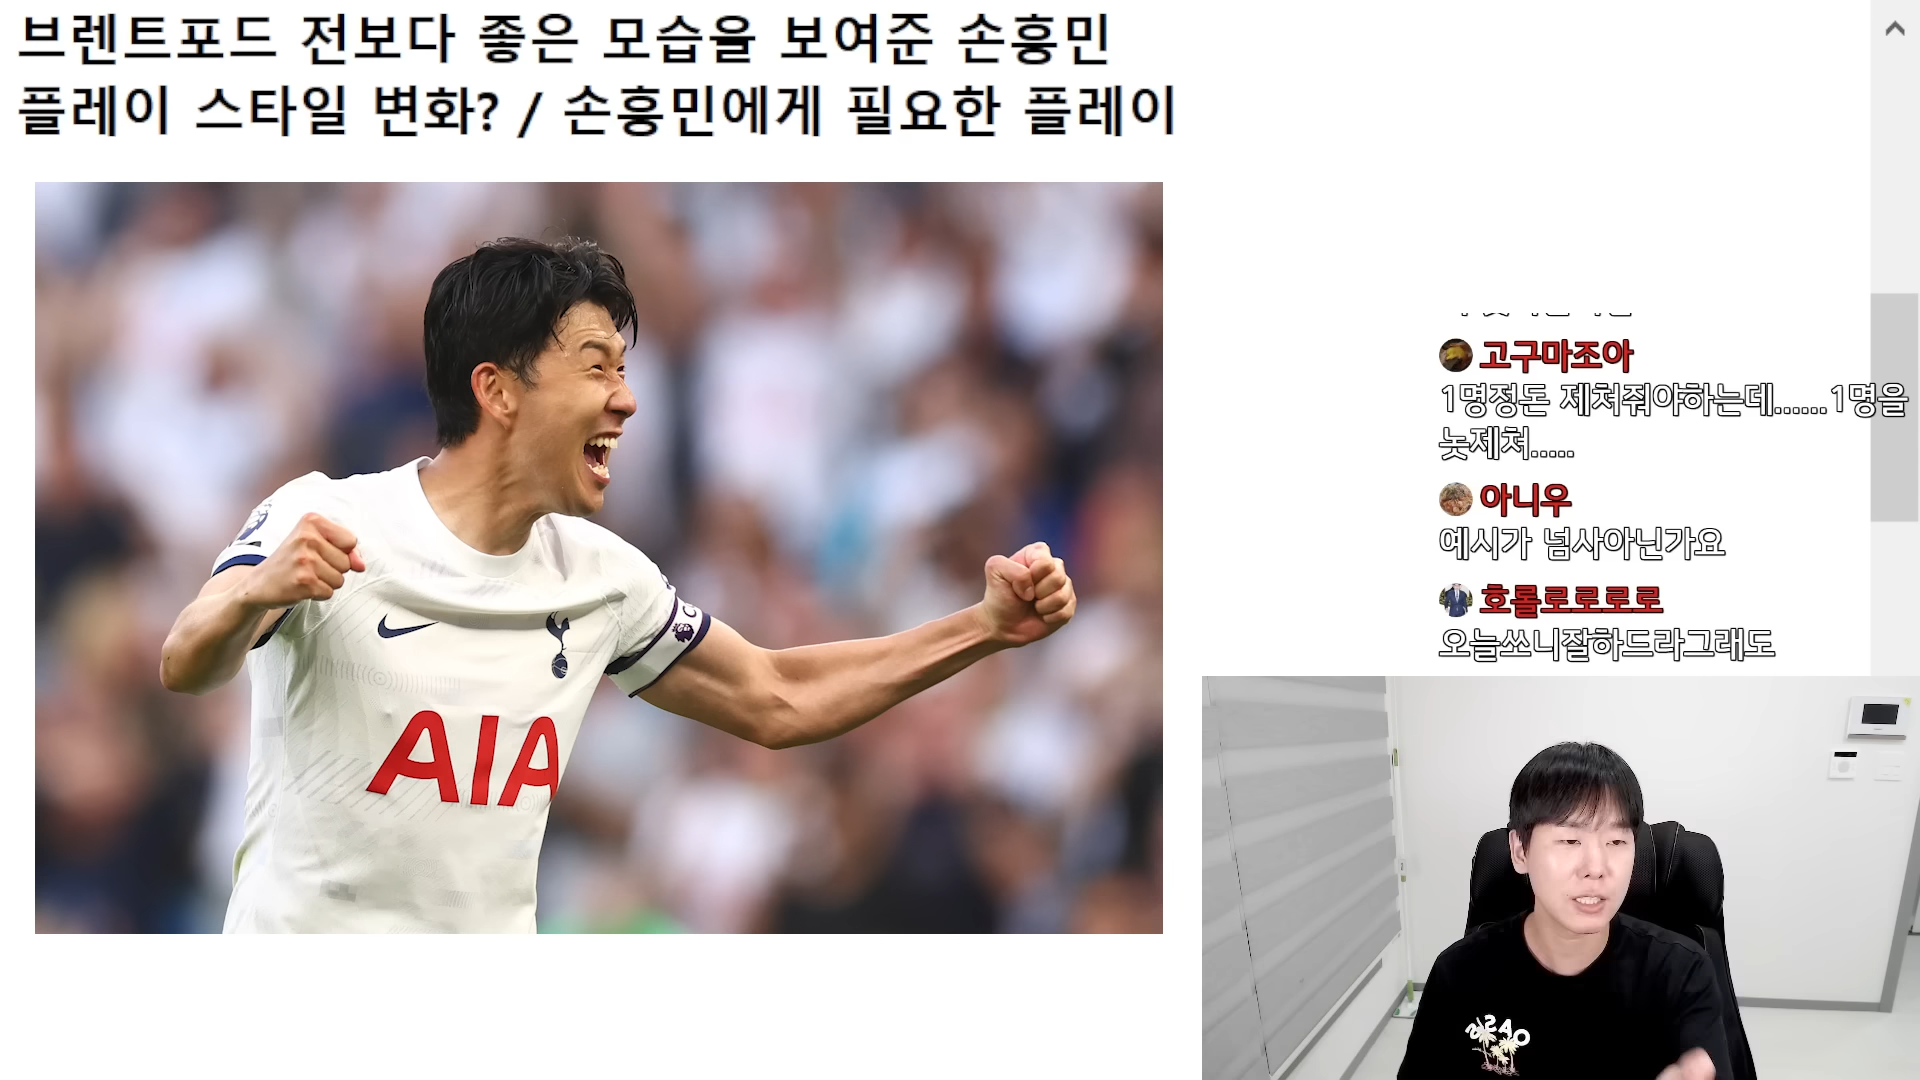 브렌트포드 전보다 좋은 모습을 보여준 손흥민
플레이 스타일 변화? / 손흥민에게 필요한 플레이
고구마조아
1명정돈 제쳐줘야하는데......1명을
놋제쳐.....
아니우
예시가 넘사아닌가요
호롤로로로로
오늘쏘니잘하드라그래도
AIA